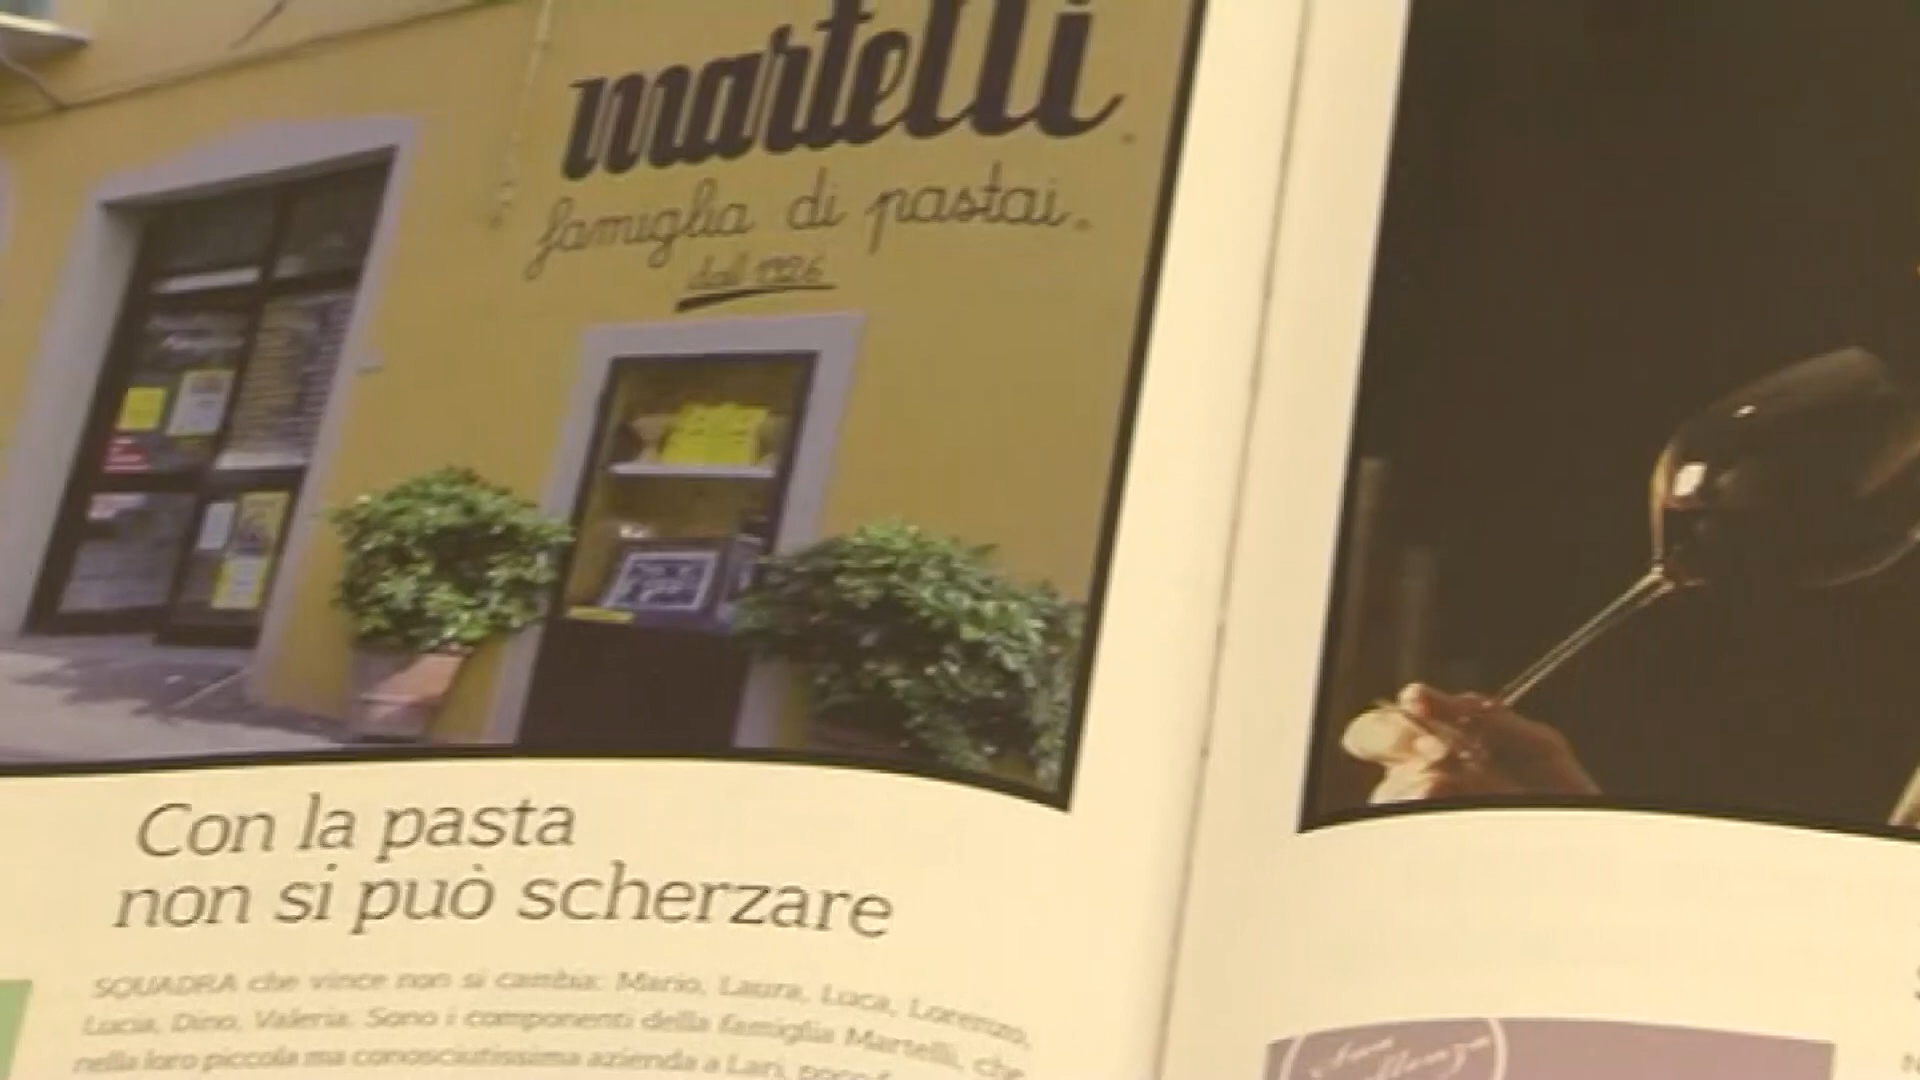 martelli
famiglia di pastai.
dal 1926
Con la pasta
non si può scherzare
SQUADRA che vince non si cambia: Mario, Laura, Luca, Lorenzo,
Lucia, Dino, Valeria. Sono i componenti della famiglia Martelli, che
nella loro piccola ma conosciutissima azienda a Lari, poco